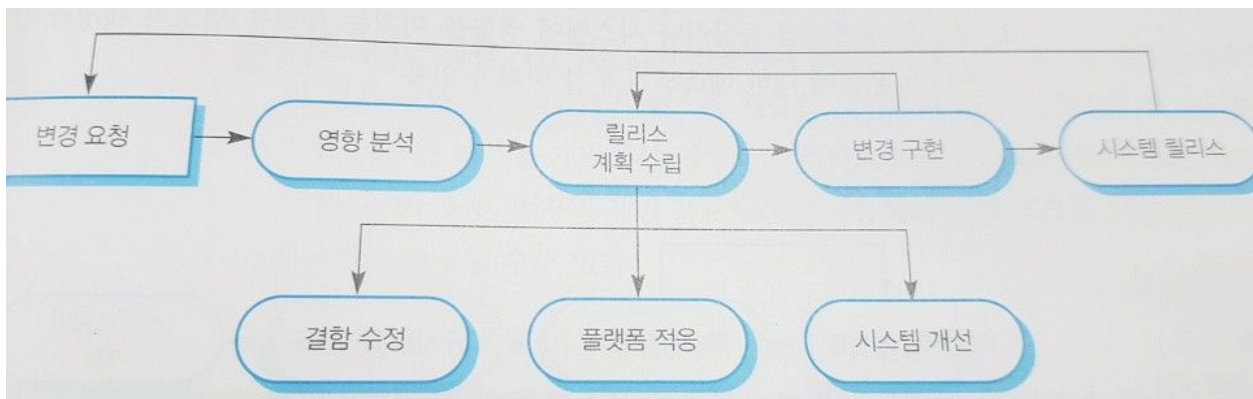 변경 요청
영향 분석
릴리스
계획 수립
변경 구현
시스템 릴리스
결함 수정
플랫폼 적응
시스템 개선